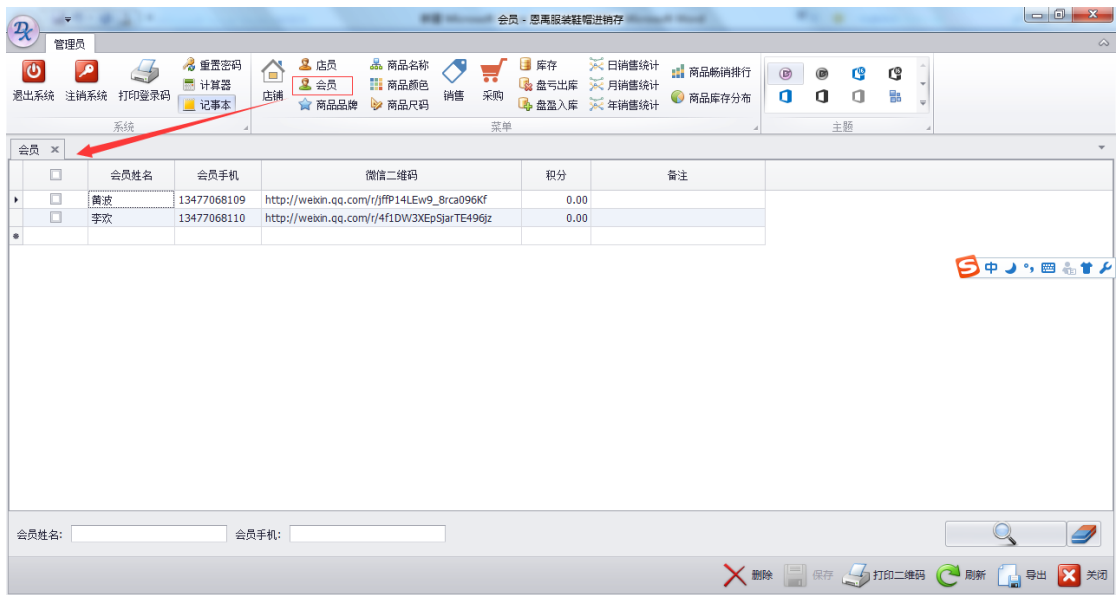 会员 - 恩禹服装鞋帽进销存
管理员
重置密码 店员 商品名称 库存 日销售统计 商品畅销排行
计算器 会员 商品颜色 盘亏出库 月销售统计
退出系统 注销系统 打印登录码 店铺 销售 采购
记事本 商品品牌 商品尺码 盘盈入库 年销售统计 商品库存分布
系统 菜单 主题
会员
会员姓名 会员手机 微信二维码 积分 备注
黄波 13477068109 http://weixin.qq.com/r/jffP14LEw9_8rca096Kf 0.00
李欢 13477068110 http://weixin.qq.com/r/4f1DW3XEpSjarTE496jz 0.00
中
会员姓名: 会员手机:
删除 保存 打印二维码 刷新 导出 关闭